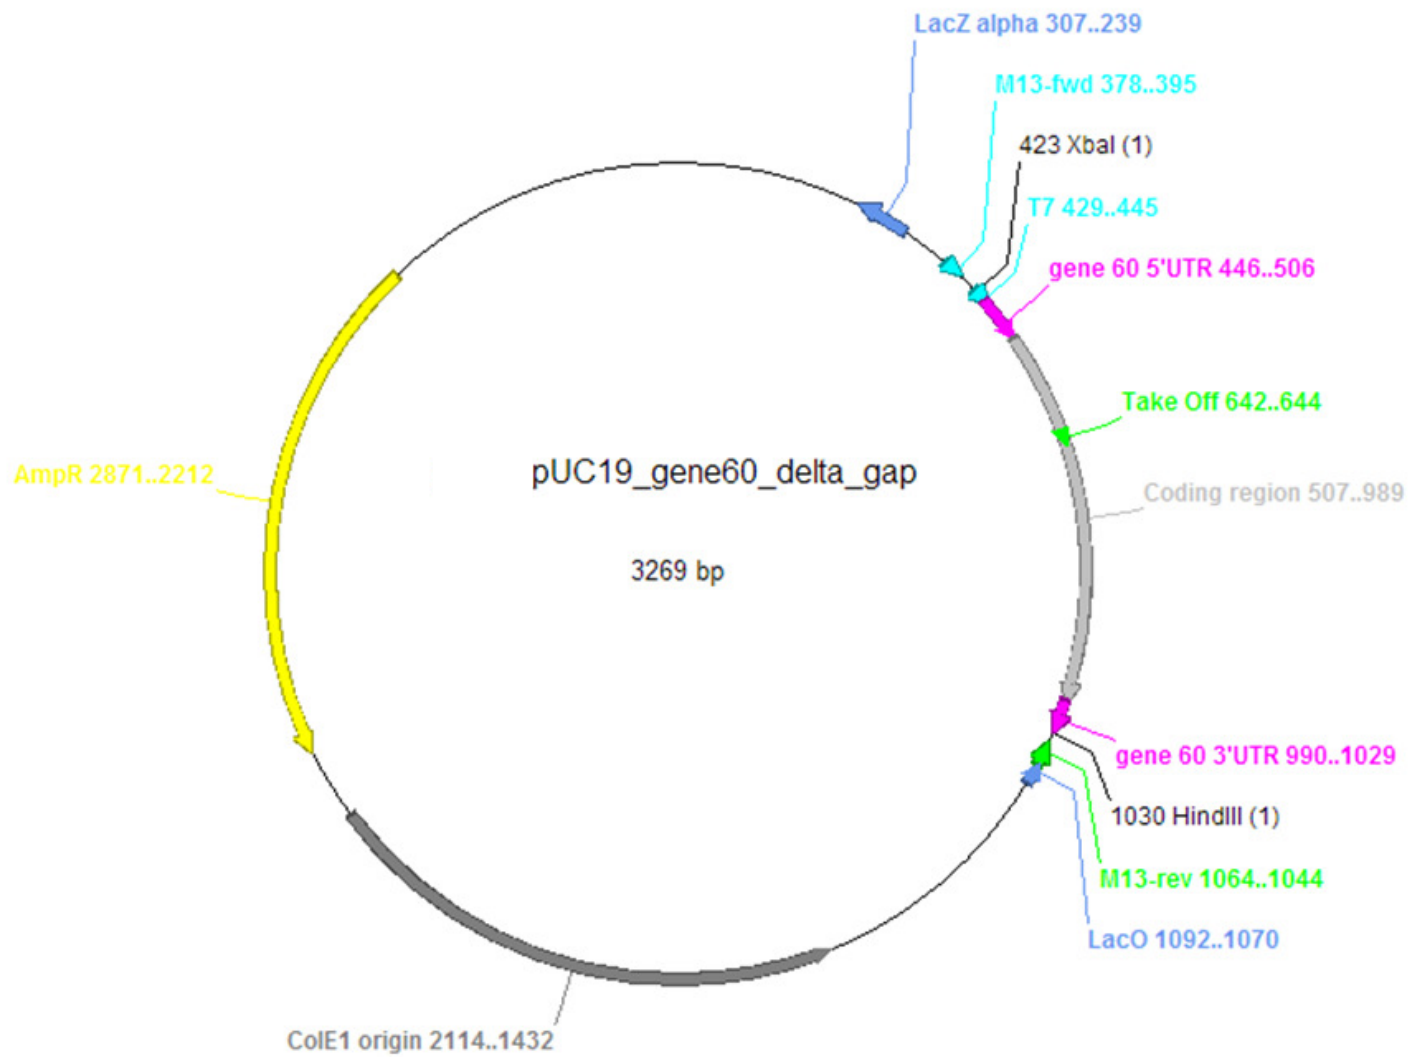 LacZ alpha 307..239
M13-fwd 378..395
423 XbaI (1)
T7 429..445
gene 60 5'UTR 446..506
Take Off 642..644
AmpR 2871..2212
pUC19_gene60_delta_gap
Coding region 507..989
3269 bp
gene 60 3'UTR 990..1029
1030 HindIII (1)
M13-rev 1064..1044
LacO 1092..1070
ColE1 origin 2114..1432